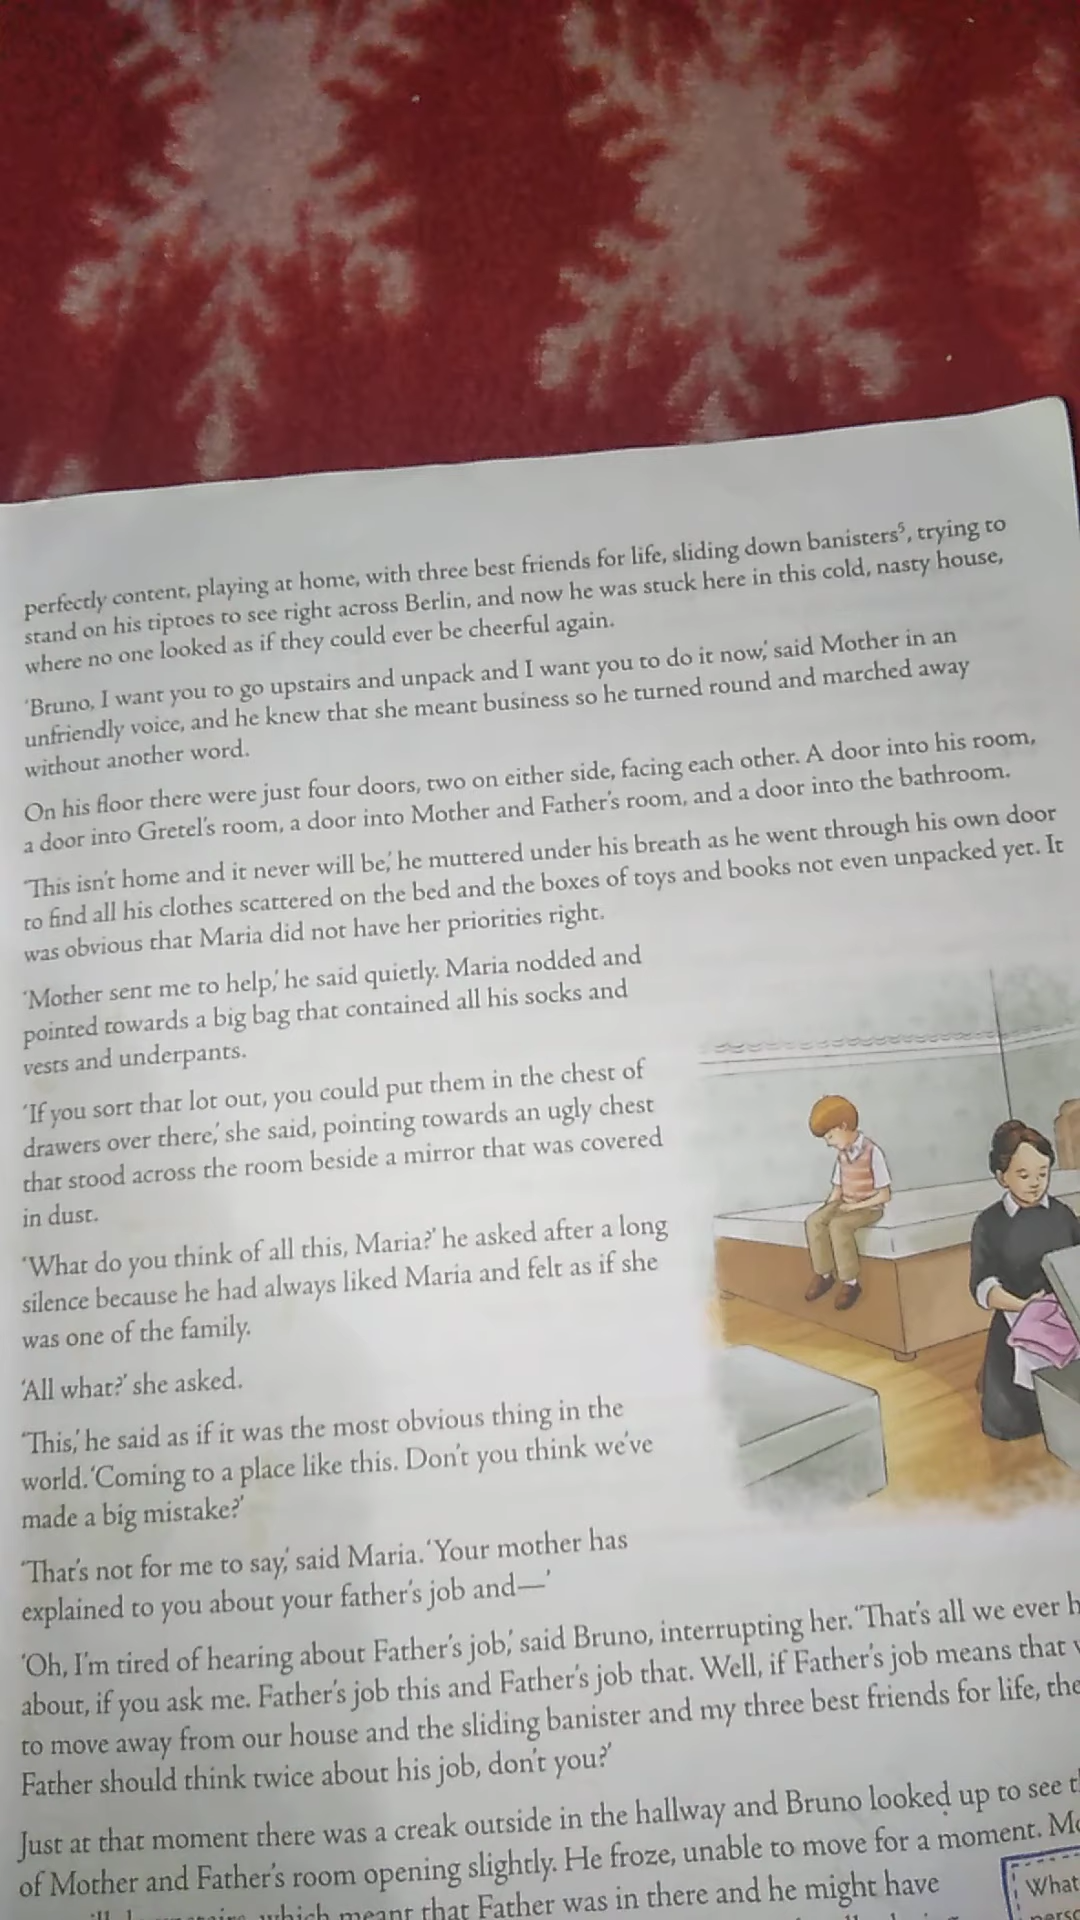 perfectly content, playing at home, with three best friends for life, sliding down banisters⁵, trying to
stand on his tiptoes to see right across Berlin, and now he was stuck here in this cold, nasty house,
where no one looked as if they could ever be cheerful again.
‘Bruno, I want you to go upstairs and unpack and I want you to do it now,’ said Mother in an
unfriendly voice, and he knew that she meant business so he turned round and marched away
without another word.
On his floor there were just four doors, two on either side, facing each other. A door into his room,
a door into Gretel’s room, a door into Mother and Father’s room, and a door into the bathroom.
‘This isn’t home and it never will be,’ he muttered under his breath as he went through his own door
to find all his clothes scattered on the bed and the boxes of toys and books not even unpacked yet. It
was obvious that Maria did not have her priorities right.
‘Mother sent me to help,’ he said quietly. Maria nodded and
pointed towards a big bag that contained all his socks and
vests and underpants.
‘If you sort that lot out, you could put them in the chest of
drawers over there,’ she said, pointing towards an ugly chest
that stood across the room beside a mirror that was covered
in dust.
‘What do you think of all this, Maria?’ he asked after a long
silence because he had always liked Maria and felt as if she
was one of the family.
‘All what?’ she asked.
‘This,’ he said as if it was the most obvious thing in the
world. ‘Coming to a place like this. Don’t you think we’ve
made a big mistake?’
‘That’s not for me to say,’ said Maria. ‘Your mother has
explained to you about your father’s job and—’
‘Oh, I’m tired of hearing about Father’s job,’ said Bruno, interrupting her. ‘That’s all we ever
about, if you ask me. Father’s job this and Father’s job that. Well, if Father’s job means that
to move away from our house and the sliding banister and my three best friends for life,
Father should think twice about his job, don’t you?’
Just at that moment there was a creak outside in the hallway and Bruno looked up to see
of Mother and Father’s room opening slightly. He froze, unable to move for a moment.
which meant that Father was in there and he might have
What